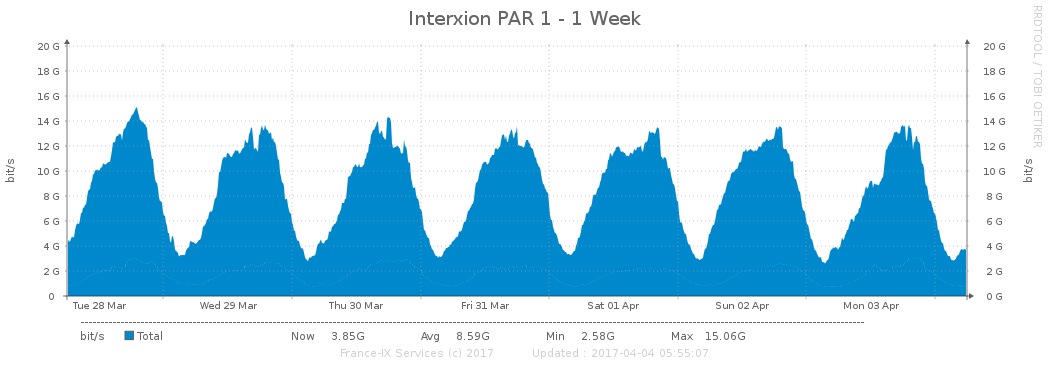 Interxion PAR 1 - 1 Week
RRDTOOL / TOBI OETIKER
bit/s
bit/s
20 G 20 G
18 G 18 G
16 G 16 G
14 G 14 G
12 G 12 G
10 G 10 G
8 G 8 G
6 G 6 G
4 G 4 G
2 G 2 G
0 0 G
Tue 28 Mar Wed 29 Mar Thu 30 Mar Fri 31 Mar Sat 01 Apr Sun 02 Apr Mon 03 Apr
bit/s Total Now 3.85G Avg 8.59G Min 2.58G Max 15.06G
France-IX Services (c) 2017 Updated : 2017-04-04 05:55:07